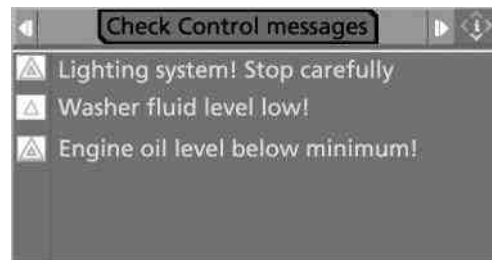 Check Control messages
Lighting system! Stop carefully
Washer fluid level low!
Engine oil level below minimum!